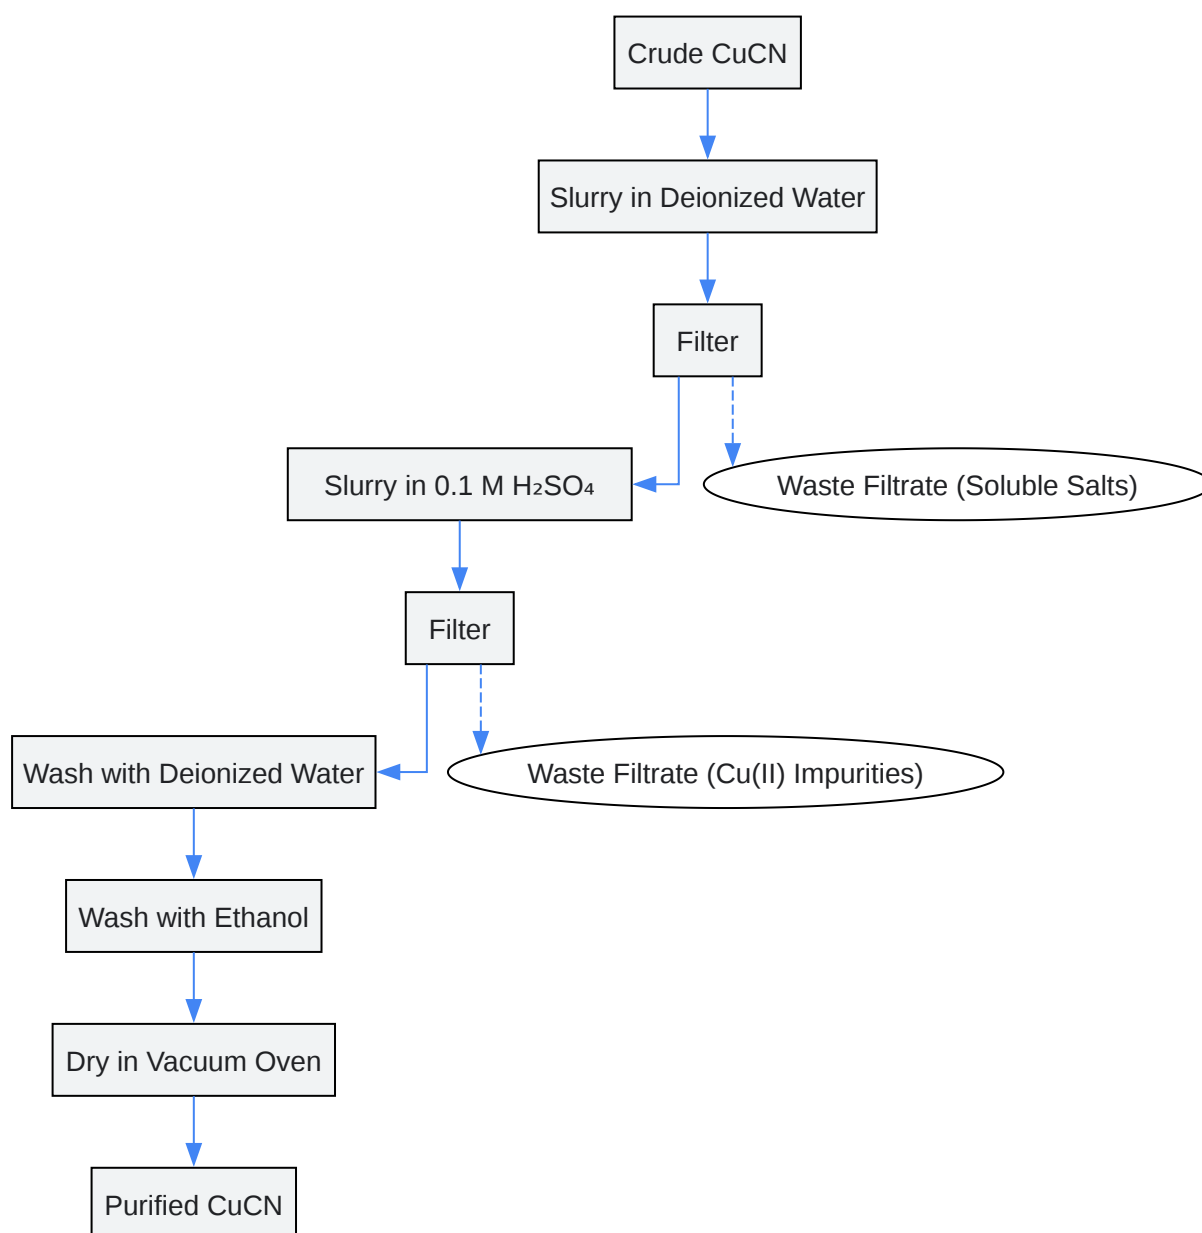 Crude CuCN
Slurry in Deionized Water
Filter
Slurry in 0.1 M H₂SO₄
Waste Filtrate (Soluble Salts)
Filter
Wash with Deionized Water
Waste Filtrate (Cu(II) Impurities)
Wash with Ethanol
Dry in Vacuum Oven
Purified CuCN